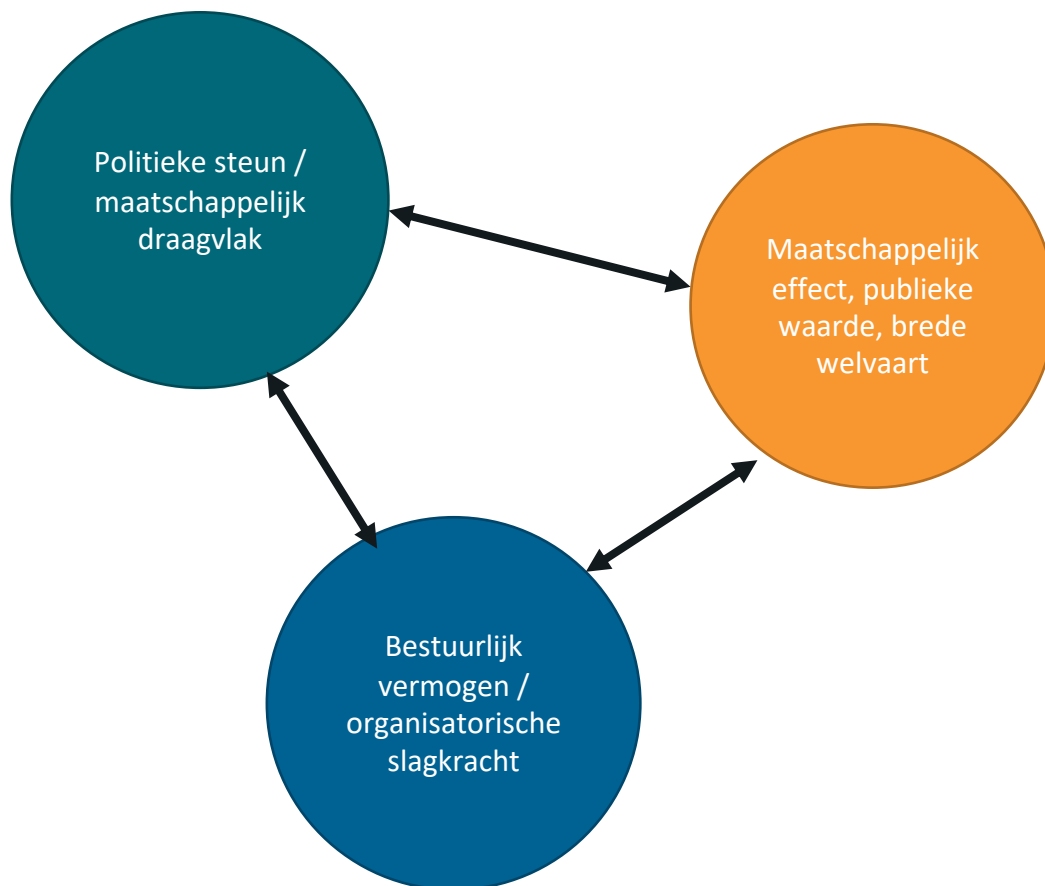 Politieke steun /
maatschappelijk
draagvlak
Maatschappelijk
effect, publieke
waarde, brede
welvaart
Bestuurlijk
vermogen /
organisatorische
slagkracht